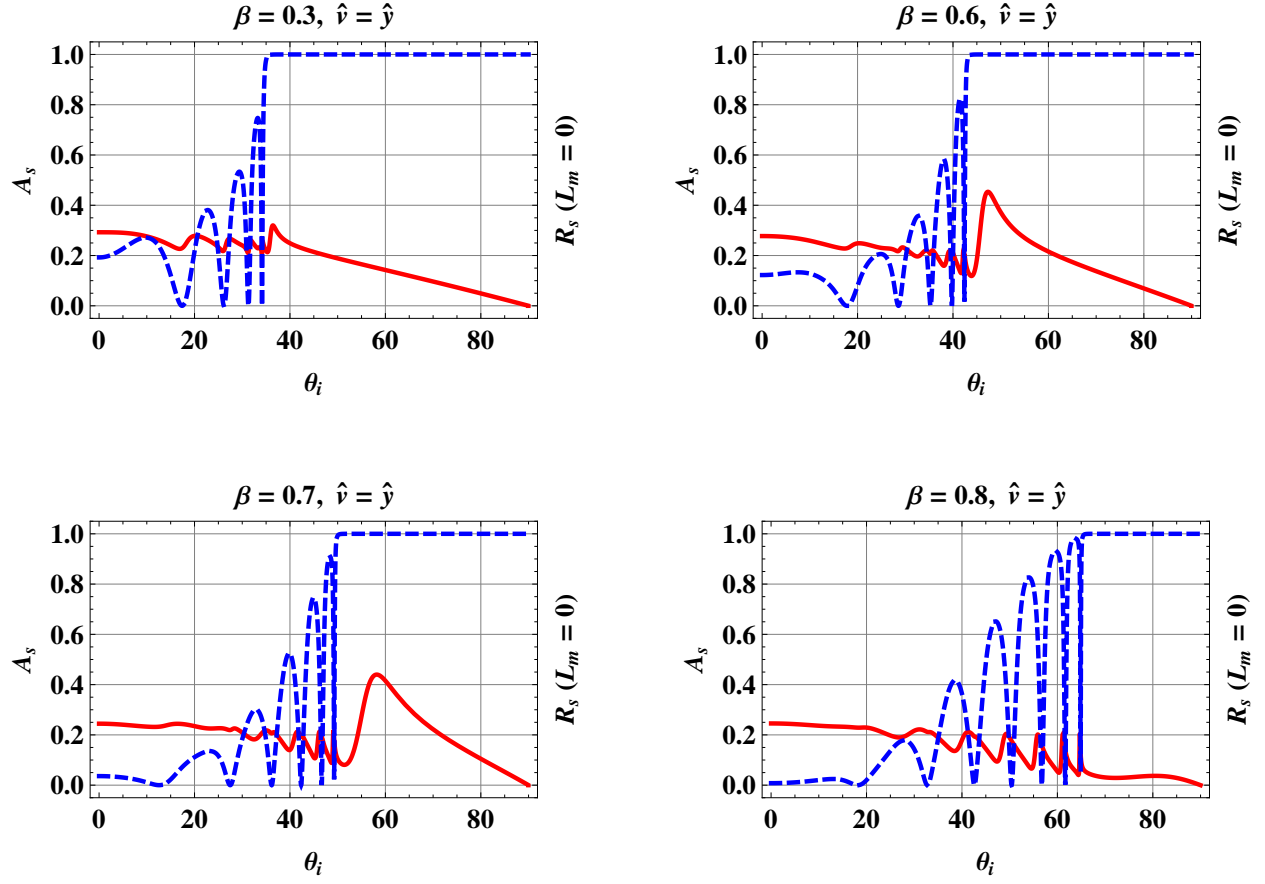 β = 0.3, v̂ = ŷ
1.0
0.8
0.6
0.4
0.2
0.0
A_s
R_s (L_m = 0)
0 20 40 60 80
θ_i
β = 0.6, v̂ = ŷ
1.0
0.8
0.6
0.4
0.2
0.0
A_s
R_s (L_m = 0)
0 20 40 60 80
θ_i
β = 0.7, v̂ = ŷ
1.0
0.8
0.6
0.4
0.2
0.0
A_s
R_s (L_m = 0)
0 20 40 60 80
θ_i
β = 0.8, v̂ = ŷ
1.0
0.8
0.6
0.4
0.2
0.0
A_s
R_s (L_m = 0)
0 20 40 60 80
θ_i